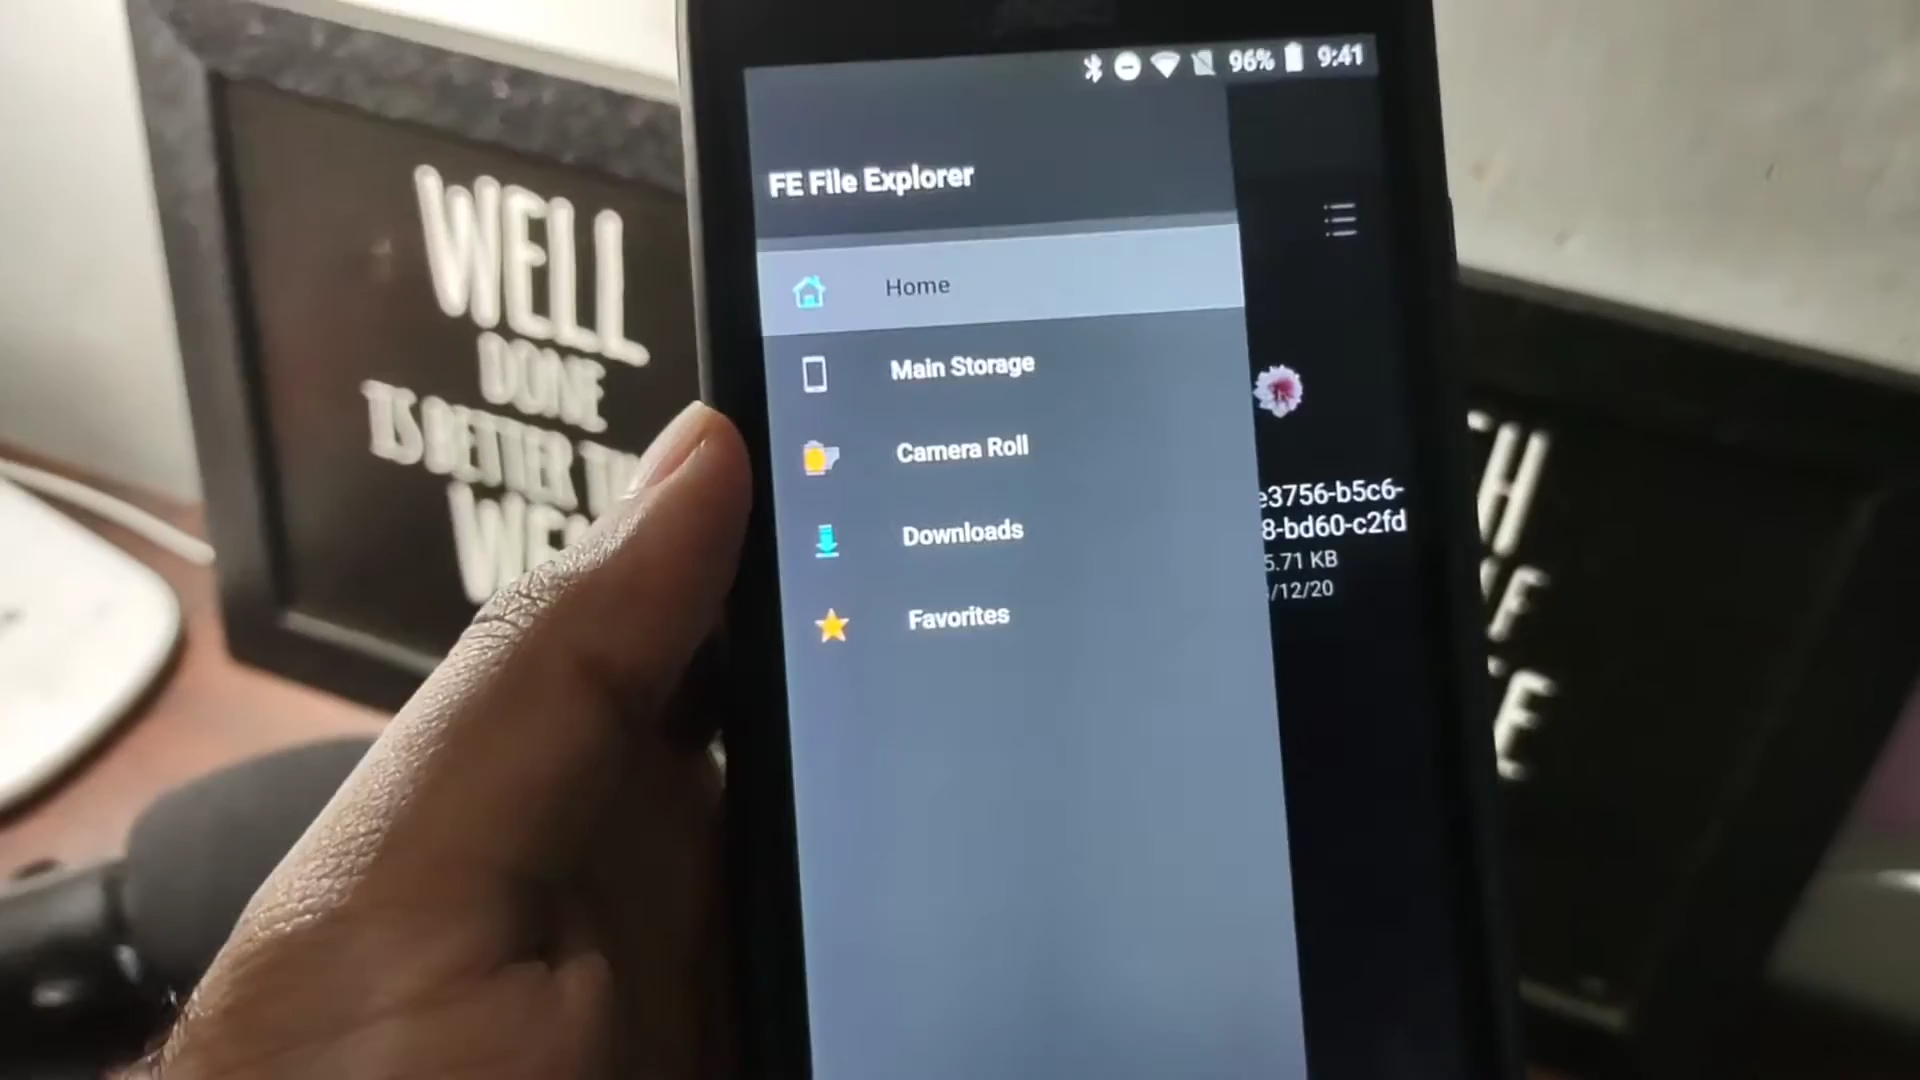 WELL
DONE
IS BETTER
96% 9:41
FE File Explorer
Home
Main Storage
Camera Roll
Downloads
Favorites
e3756-b5c6-
8-bd60-c2fd
5.71 KB
/12/20